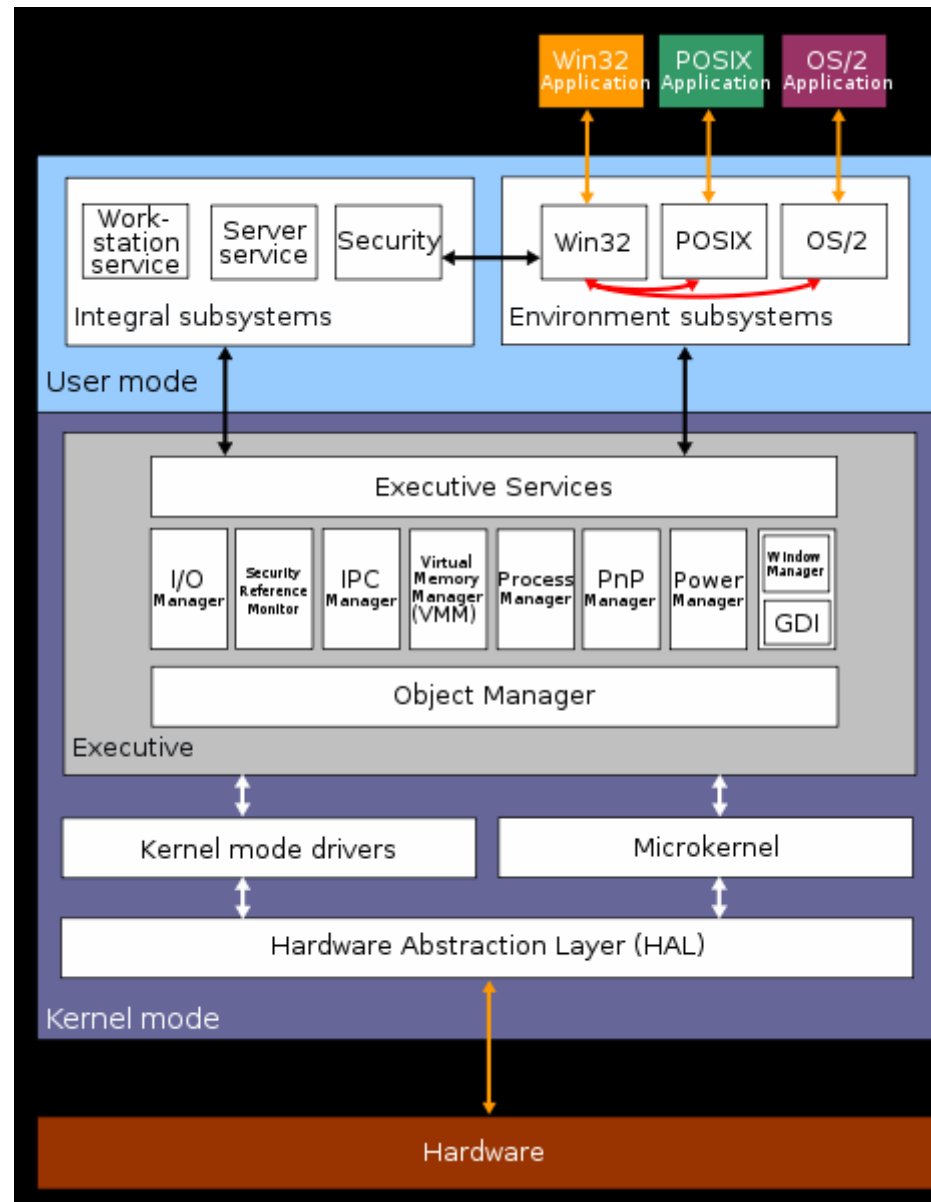 Win32
Application
POSIX
Application
OS/2
Application
Work-
station
service
Server
service
Security
Integral subsystems
Win32
POSIX
OS/2
Environment subsystems
User mode
Executive Services
I/O
Manager
Security
Reference
Monitor
IPC
Manager
Virtual
Memory
Manager
(VMM)
Process
Manager
PnP
Manager
Power
Manager
Window
Manager
GDI
Object Manager
Executive
Kernel mode drivers
Microkernel
Hardware Abstraction Layer (HAL)
Kernel mode
Hardware